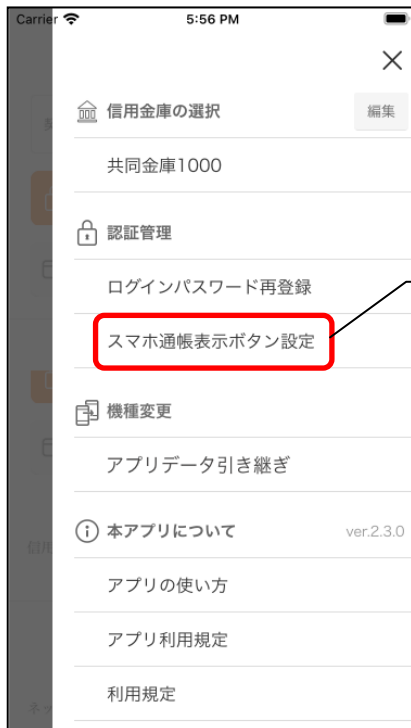 Carrier 5:56 PM
信用金庫の選択 編集
共同金庫1000
認証管理
ログインパスワード再登録
スマホ通帳表示ボタン設定
機種変更
アプリデータ引き継ぎ
本アプリについて ver.2.3.0
アプリの使い方
アプリ利用規定
利用規定